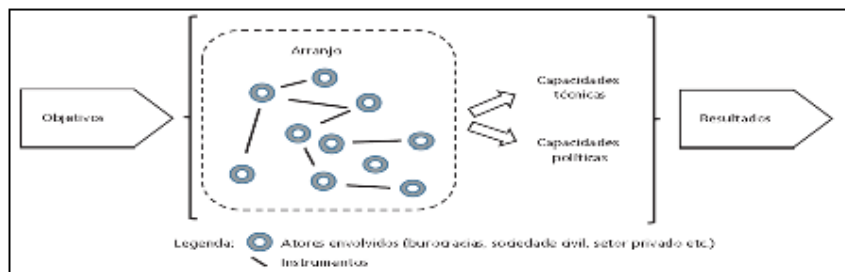 Arranjo
Capacidades
técnicas
Objetivos
Resultados
Capacidades
políticas
Legenda:
Atores envolvidos (burocracias, sociedade civil, setor privado etc.)
Instrumentos